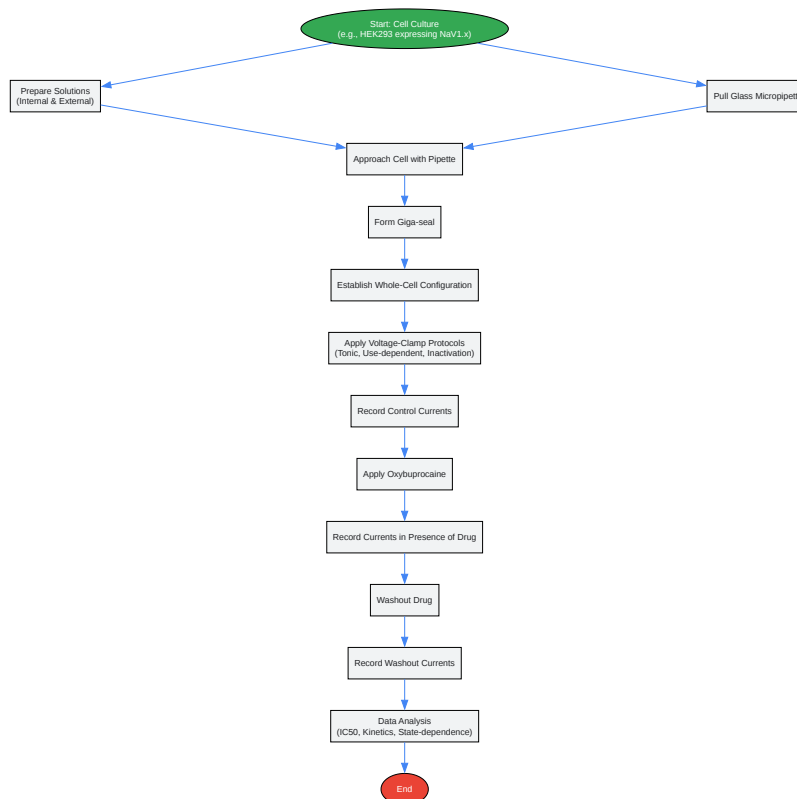 Start: Cell Culture
(e.g., HEK293 expressing NaV1.x)
Prepare Solutions
(Internal & External)
Pull Glass Micropipett
Approach Cell with Pipette
Form Giga-seal
Establish Whole-Cell Configuration
Apply Voltage-Clamp Protocols
(Tonic, Use-dependent, Inactivation)
Record Control Currents
Apply Oxybuprocaine
Record Currents in Presence of Drug
Washout Drug
Record Washout Currents
Data Analysis
(IC50, Kinetics, State-dependence)
End